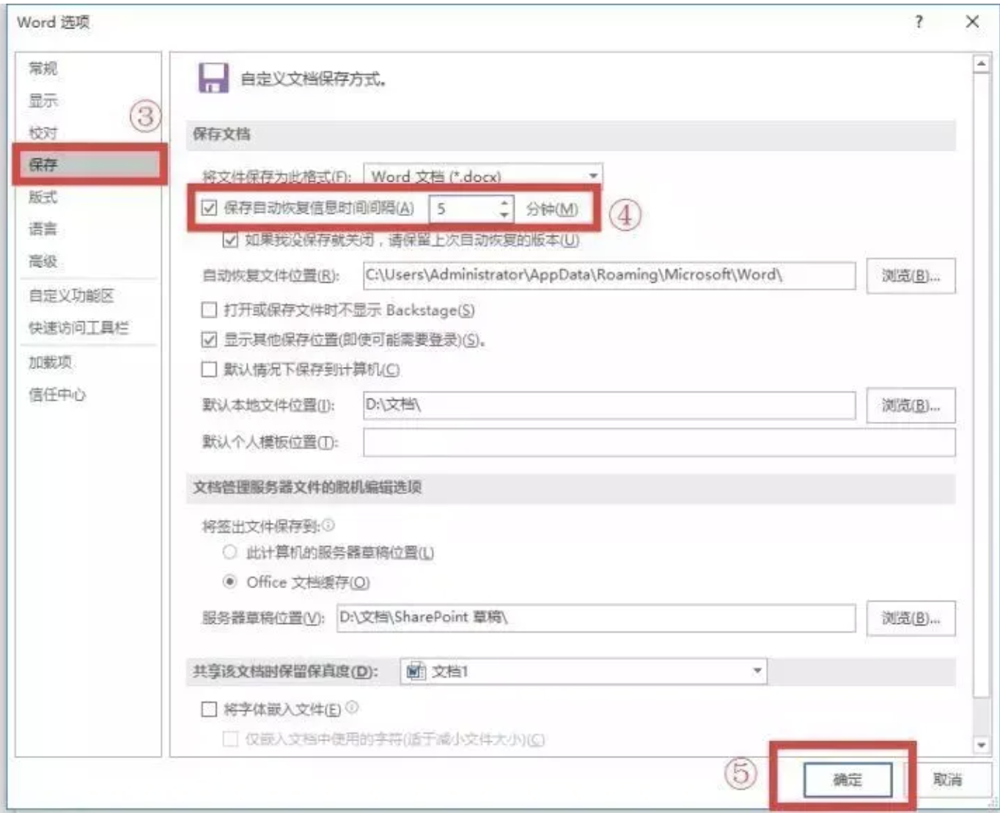 Word 选项
?
常规
显示
③
校对
保存
版式
语言
高级
自定义功能区
快速访问工具栏
加载项
信任中心
自定义文档保存方式。
保存文档
将文件保存为此格式(F): Word 文档 (*.docx)
保存自动恢复信息时间间隔(A) 5 分钟(M)
④
如果我没保存就关闭，请保留上次自动恢复的版本(U)
自动恢复文件位置(R): C:\Users\Administrator\AppData\Roaming\Microsoft\Word\ 浏览(B)...
打开或保存文件时不显示 Backstage(S)
显示其他保存位置(即使可能需要登录)(S)。
默认情况下保存到计算机(C)
默认本地文件位置(I): D:\文档\ 浏览(B)...
默认个人模板位置(T):
文档管理服务器文件的脱机编辑选项
将签出文件保存到:
此计算机的服务器草稿位置(L)
Office 文档缓存(O)
服务器草稿位置(V): D:\文档\SharePoint 草稿\ 浏览(B)...
共享该文档时保留保真度(D): 文档1
将字体嵌入文件(E)
仅嵌入文档中使用的字符(适于减小文件大小)(C)
⑤
确定 取消